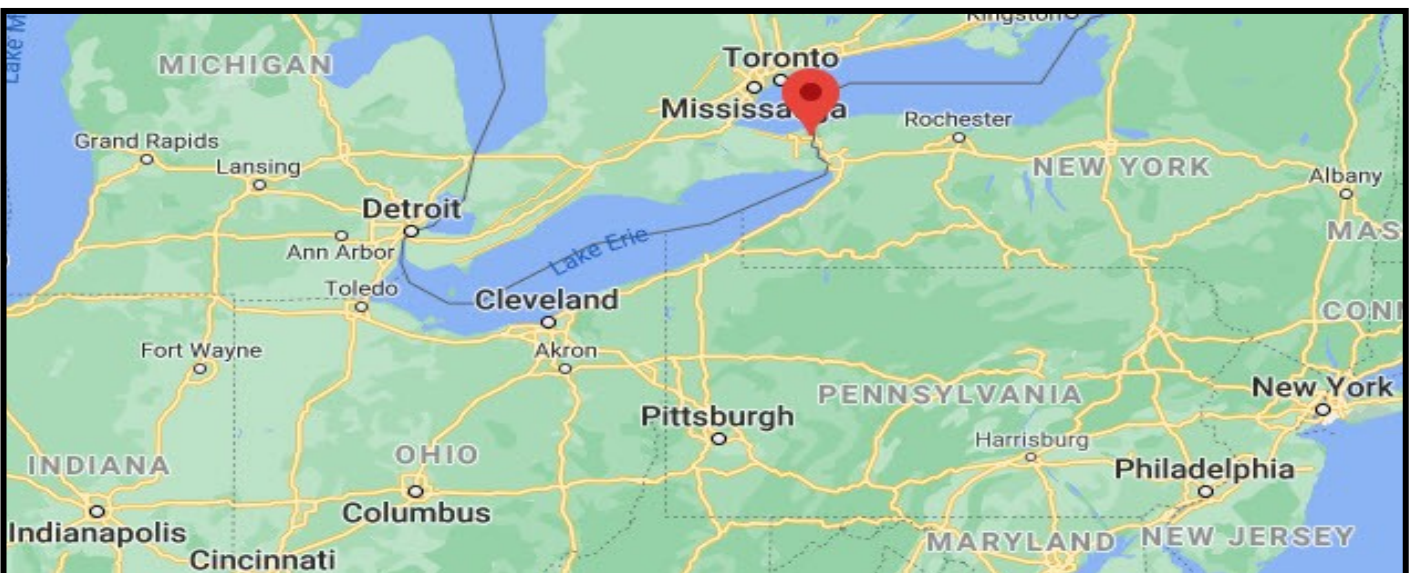 Kingston
Lake M
Toronto
MICHIGAN
Mississauga
Rochester
Grand Rapids
Lansing
NEW YORK
Albany
Detroit
MAS
Ann Arbor
Lake Erie
Toledo
Cleveland
CONN
Fort Wayne
Akron
New York
PENNSYLVANIA
Pittsburgh
Harrisburg
OHIO
INDIANA
Philadelphia
Columbus
Indianapolis
MARYLAND
NEW JERSEY
Cincinnati